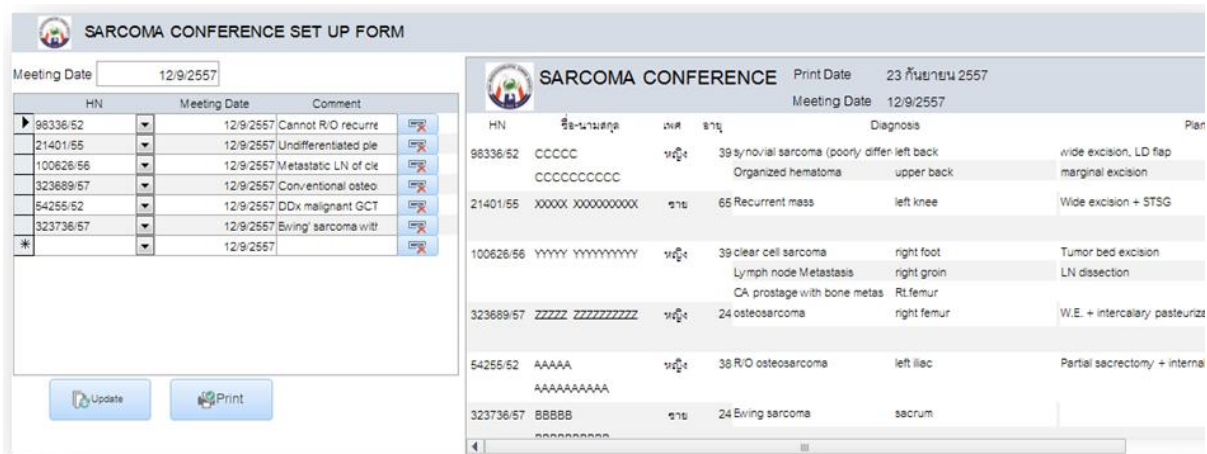 SARCOMA CONFERENCE SET UP FORM
Meeting Date 12/9/2557
HN Meeting Date Comment
98336/52 12/9/2557 Cannot R/O recurre
21401/55 12/9/2557 Undifferentiated ple
100626/56 12/9/2557 Metastatic LN of cle
323689/57 12/9/2557 Conventional osteo
54255/52 12/9/2557 DDx malignant GCT
323736/57 12/9/2557 Ewing' sarcoma with
* 12/9/2557
Update Print
SARCOMA CONFERENCE Print Date 23 กันยายน 2557
Meeting Date 12/9/2557
HN ชื่อ-นามสกุล เพศ อายุ Diagnosis Plan
98336/52 CCCCC หญิง 39 synovial sarcoma (poorly differ left back wide excision, LD flap
CCCCCCCCCC Organized hematoma upper back marginal excision
21401/55 XXXXX XXXXXXXXXX ชาย 65 Recurrent mass left knee Wide excision + STSG
100626/56 YYYYY YYYYYYYYYY หญิง 39 clear cell sarcoma right foot Tumor bed excision
Lymph node Metastasis right groin LN dissection
CA prostage with bone metas Rt.femur
323689/57 ZZZZZ ZZZZZZZZZZ หญิง 24 osteosarcoma right femur W.E. + intercalary pasteuriza
54255/52 AAAAA หญิง 38 R/O osteosarcoma left iliac Partial sacrectomy + internal
AAAAAAAAAA
323736/57 BBBBB ชาย 24 Ewing sarcoma sacrum